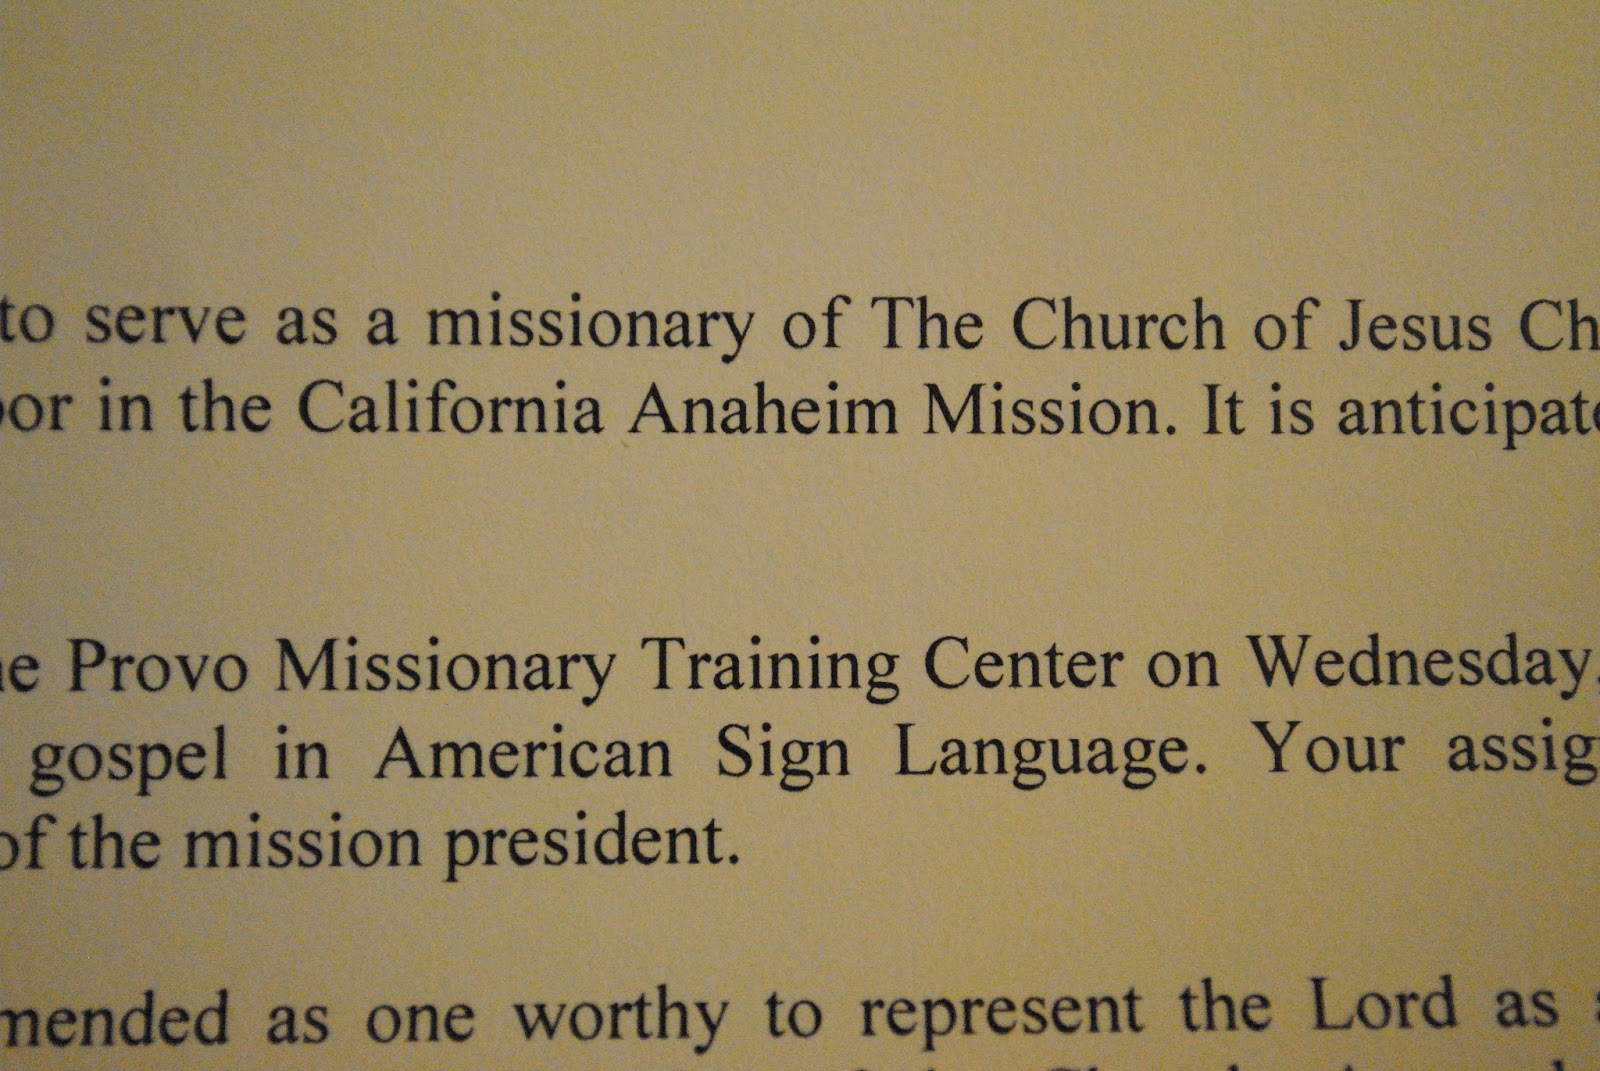 to serve as a missionary of The Church of Jesus Ch
or in the California Anaheim Mission. It is anticipat
e Provo Missionary Training Center on Wednesday,
gospel in American Sign Language. Your assig
of the mission president.
mended as one worthy to represent the Lord as